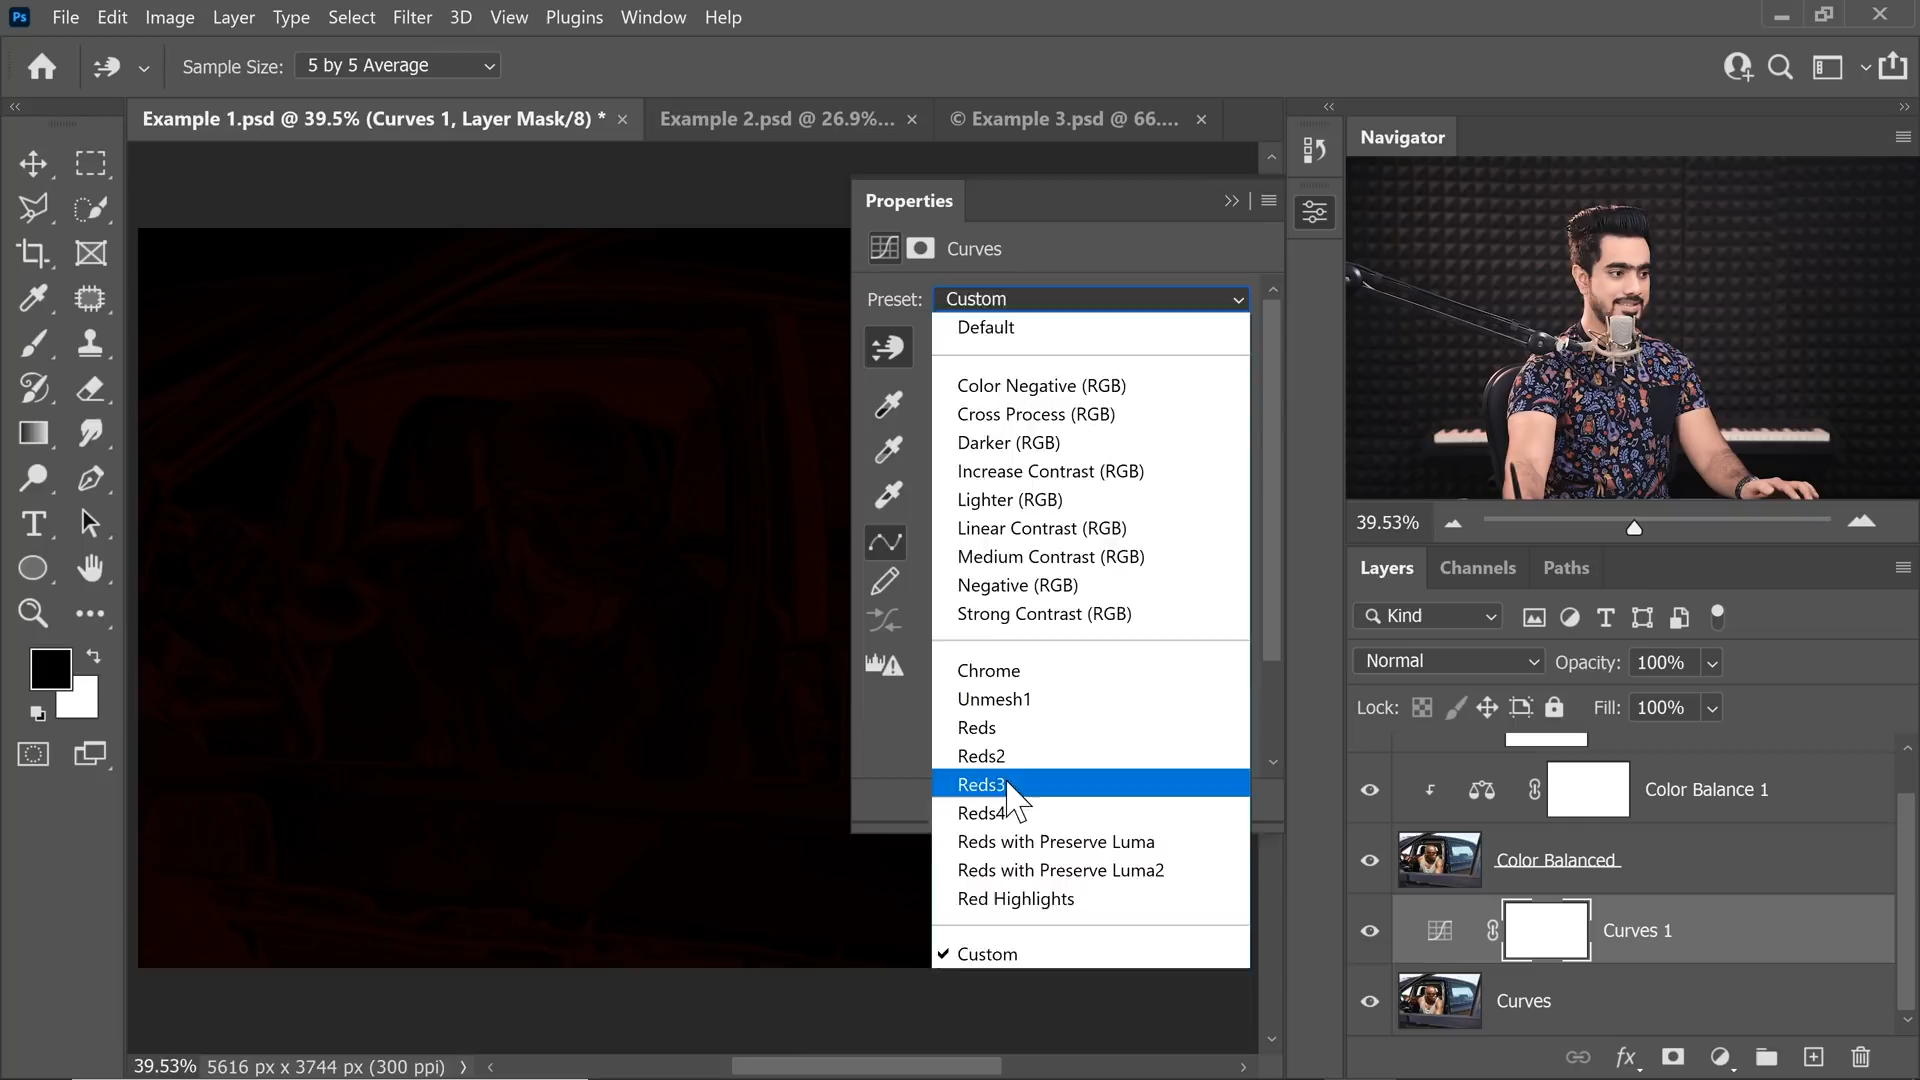 Ps File Edit Image Layer Type Select Filter 3D View Plugins Window Help
Sample Size: 5 by 5 Average
Example 1.psd @ 39.5% (Curves 1, Layer Mask/8) * Example 2.psd @ 26.9%... © Example 3.psd @ 66....
Navigator
Properties
Curves
Preset: Custom
Default
Color Negative (RGB)
Cross Process (RGB)
Darker (RGB)
Increase Contrast (RGB)
Lighter (RGB)
Linear Contrast (RGB)
Medium Contrast (RGB)
Negative (RGB)
Strong Contrast (RGB)
Chrome
Unmesh1
Reds
Reds2
Reds3
Reds4
Reds with Preserve Luma
Reds with Preserve Luma2
Red Highlights
Custom
39.53%
Layers Channels Paths
Kind
Normal Opacity: 100%
Lock: Fill: 100%
Color Balance 1
Color Balanced
Curves 1
Curves
fx
39.53% 5616 px x 3744 px (300 ppi)